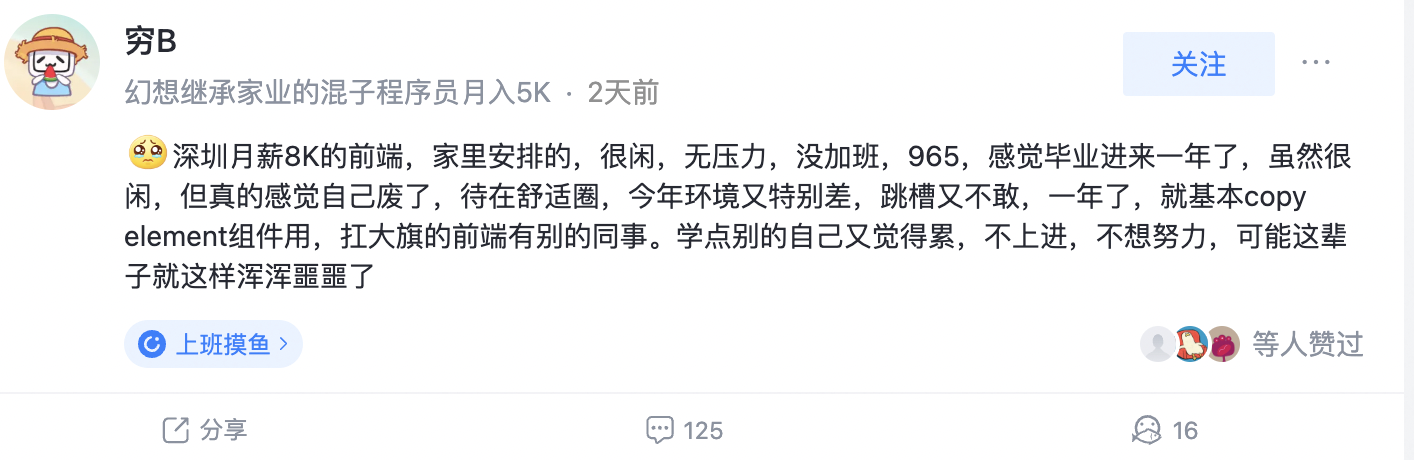 穷B
关注
幻想继承家业的混子程序员月入5K · 2天前
🥺深圳月薪8K的前端，家里安排的，很闲，无压力，没加班，965，感觉毕业进来一年了，虽然很
闲，但真的感觉自己废了，待在舒适圈，今年环境又特别差，跳槽又不敢，一年了，就基本copy
element组件用，扛大旗的前端有别的同事。学点别的自己又觉得累，不上进，不想努力，可能这辈
子就这样浑浑噩噩了
上班摸鱼
等人赞过
分享
125
16